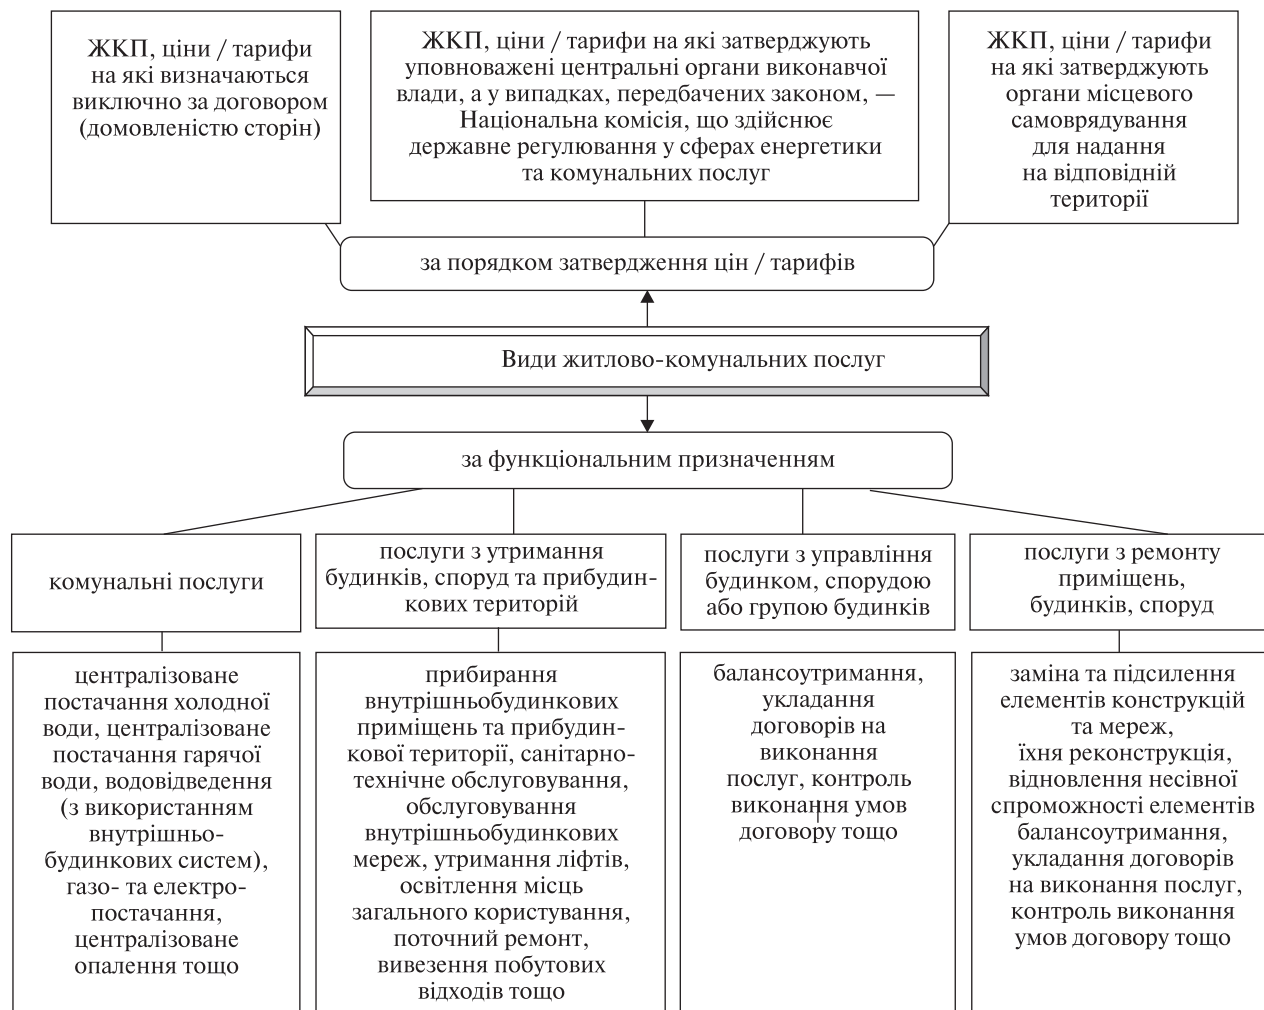 ЖКП, ціни / тарифи
на які визначаються
виключно за договором
(домовленістю сторін)
ЖКП, ціни / тарифи на які затверджують
уповноважені центральні органи виконавчої
влади, а у випадках, передбачених законом, —
Національна комісія, що здійснює
державне регулювання у сферах енергетики
та комунальних послуг
ЖКП, ціни / тарифи
на які затверджують
органи місцевого
самоврядування
для надання
на відповідній
території
за порядком затвердження цін / тарифів
Види житлово-комунальних послуг
за функціональним призначенням
комунальні послуги
послуги з утримання
будинків, споруд та прибудин-
кових територій
послуги з управління
будинком, спорудою
або групою будинків
послуги з ремонту
приміщень,
будинків, споруд
централізоване
постачання холодної
води, централізоване
постачання гарячої
води, водовідведення
(з використанням
внутрішньо-
будинкових систем),
газо- та електро-
постачання,
централізоване
опалення тощо
прибирання
внутрішньобудинкових
приміщень та прибудин-
кової території, санітарно-
технічне обслуговування,
обслуговування
внутрішньобудинкових
мереж, утримання ліфтів,
освітлення місць
загального користування,
поточний ремонт,
вивезення побутових
відходів тощо
балансоутримання,
укладання
договорів на
виконання
послуг, контроль
виконання умов
договору тощо
заміна та підсилення
елементів конструкцій
та мереж,
їхня реконструкція,
відновлення несівної
спроможності елементів
балансоутримання,
укладання договорів
на виконання послуг,
контроль виконання
умов договору тощо